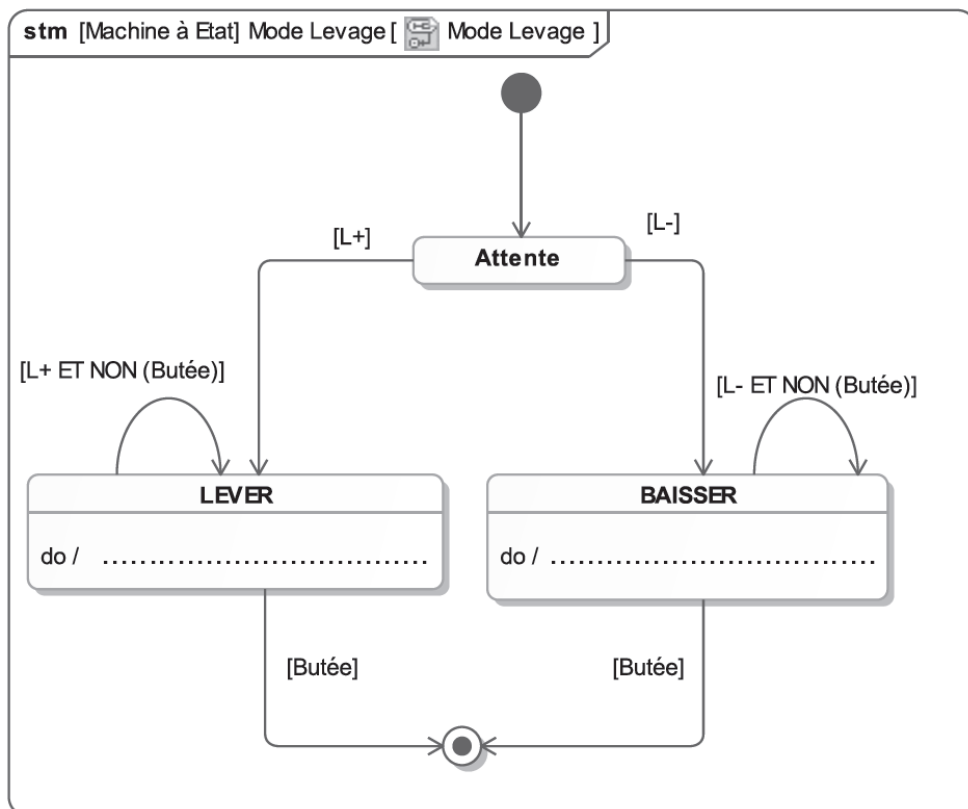 stm [Machine à Etat] Mode Levage [ Mode Levage ]
[L+]
[L-]
Attente
[L+ ET NON (Butée)]
[L- ET NON (Butée)]
LEVER
BAISSER
do / ....................................
do / ....................................
[Butée]
[Butée]